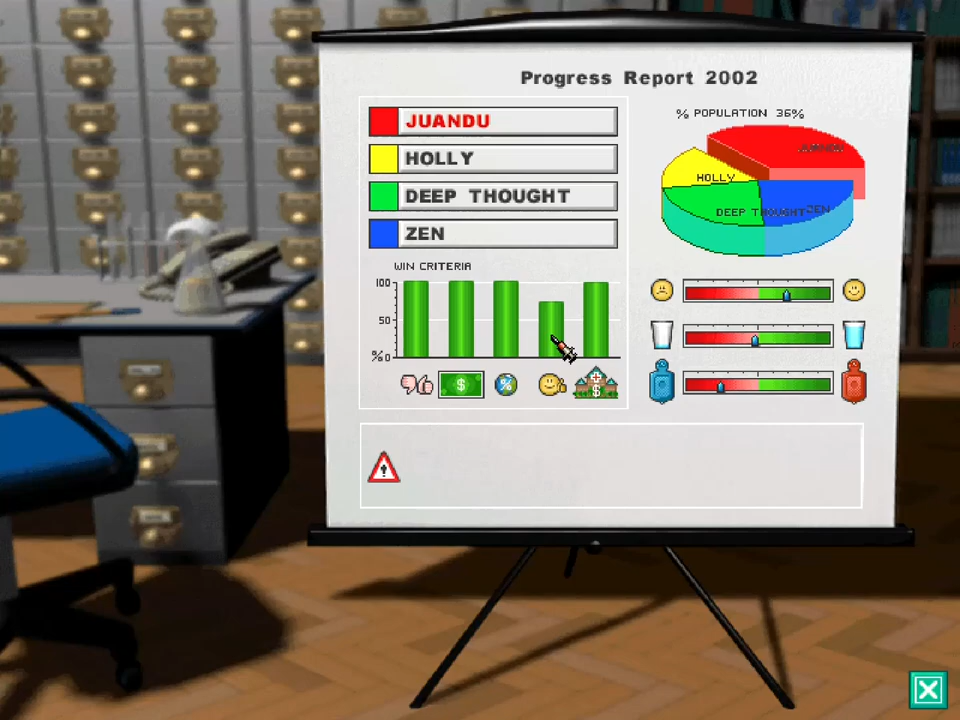 Progress Report 2002
JUANDU
HOLLY
DEEP THOUGHT
ZEN
% POPULATION 36%
JUANDU
HOLLY
DEEP THOUGHT
ZEN
WIN CRITERIA
100
50
%0
$
%
$